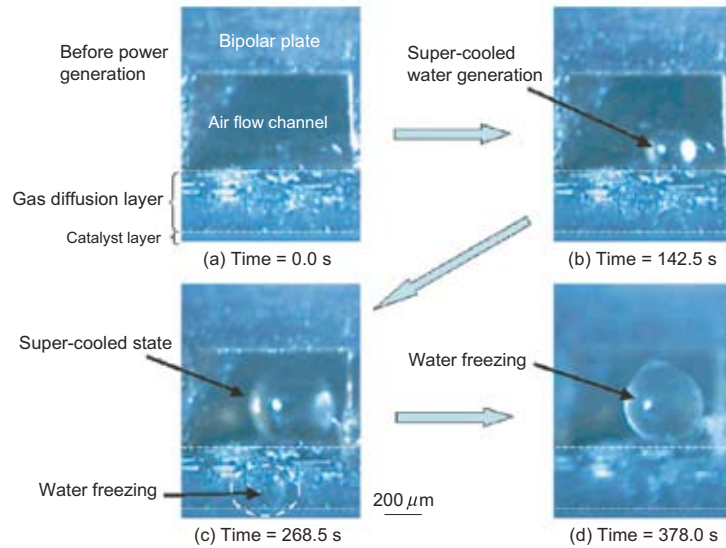 Before power
generation
Bipolar plate
Air flow channel
Gas diffusion layer
Catalyst layer
(a) Time = 0.0 s
Super-cooled
water generation
(b) Time = 142.5 s
Super-cooled state
Water freezing
(c) Time = 268.5 s
200 μm
Water freezing
(d) Time = 378.0 s